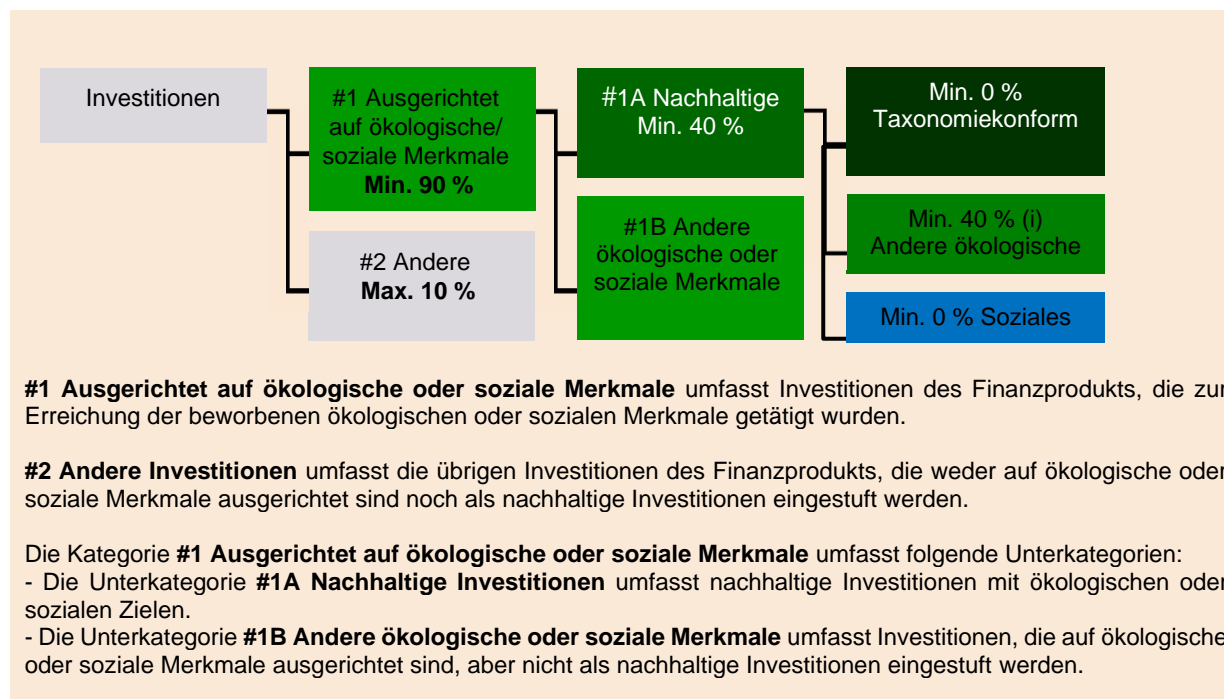 Investitionen
#1 Ausgerichtet
auf ökologische/
soziale Merkmale
Min. 90 %
#2 Andere
Max. 10 %
#1A Nachhaltige
Min. 40 %
#1B Andere
ökologische oder
soziale Merkmale
Min. 0 %
Taxonomiekonform
Min. 40 % (i)
Andere ökologische
Min. 0 % Soziales
#1 Ausgerichtet auf ökologische oder soziale Merkmale umfasst Investitionen des Finanzprodukts, die zur
Erreichung der beworbenen ökologischen oder sozialen Merkmale getätigt wurden.
#2 Andere Investitionen umfasst die übrigen Investitionen des Finanzprodukts, die weder auf ökologische oder
soziale Merkmale ausgerichtet sind noch als nachhaltige Investitionen eingestuft werden.
Die Kategorie #1 Ausgerichtet auf ökologische oder soziale Merkmale umfasst folgende Unterkategorien:
- Die Unterkategorie #1A Nachhaltige Investitionen umfasst nachhaltige Investitionen mit ökologischen oder
sozialen Zielen.
- Die Unterkategorie #1B Andere ökologische oder soziale Merkmale umfasst Investitionen, die auf ökologische
oder soziale Merkmale ausgerichtet sind, aber nicht als nachhaltige Investitionen eingestuft werden.